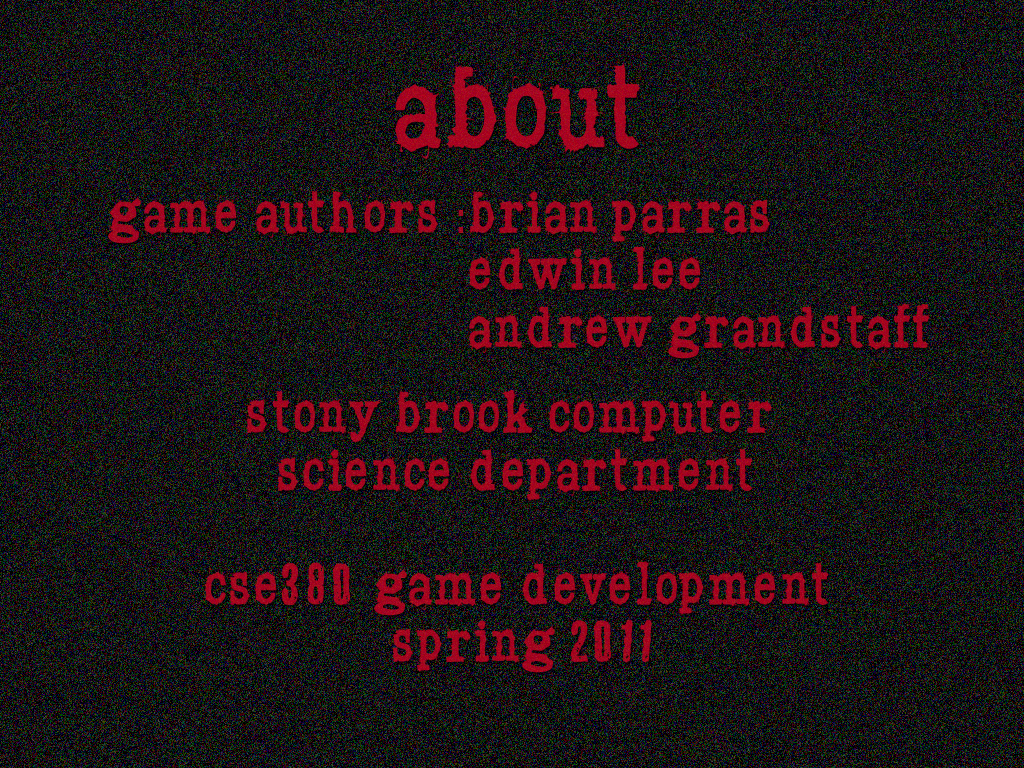 about
game authors :brian parras
edwin lee
andrew grandstaff
stony brook computer
science department
cse380 game development
spring 2011